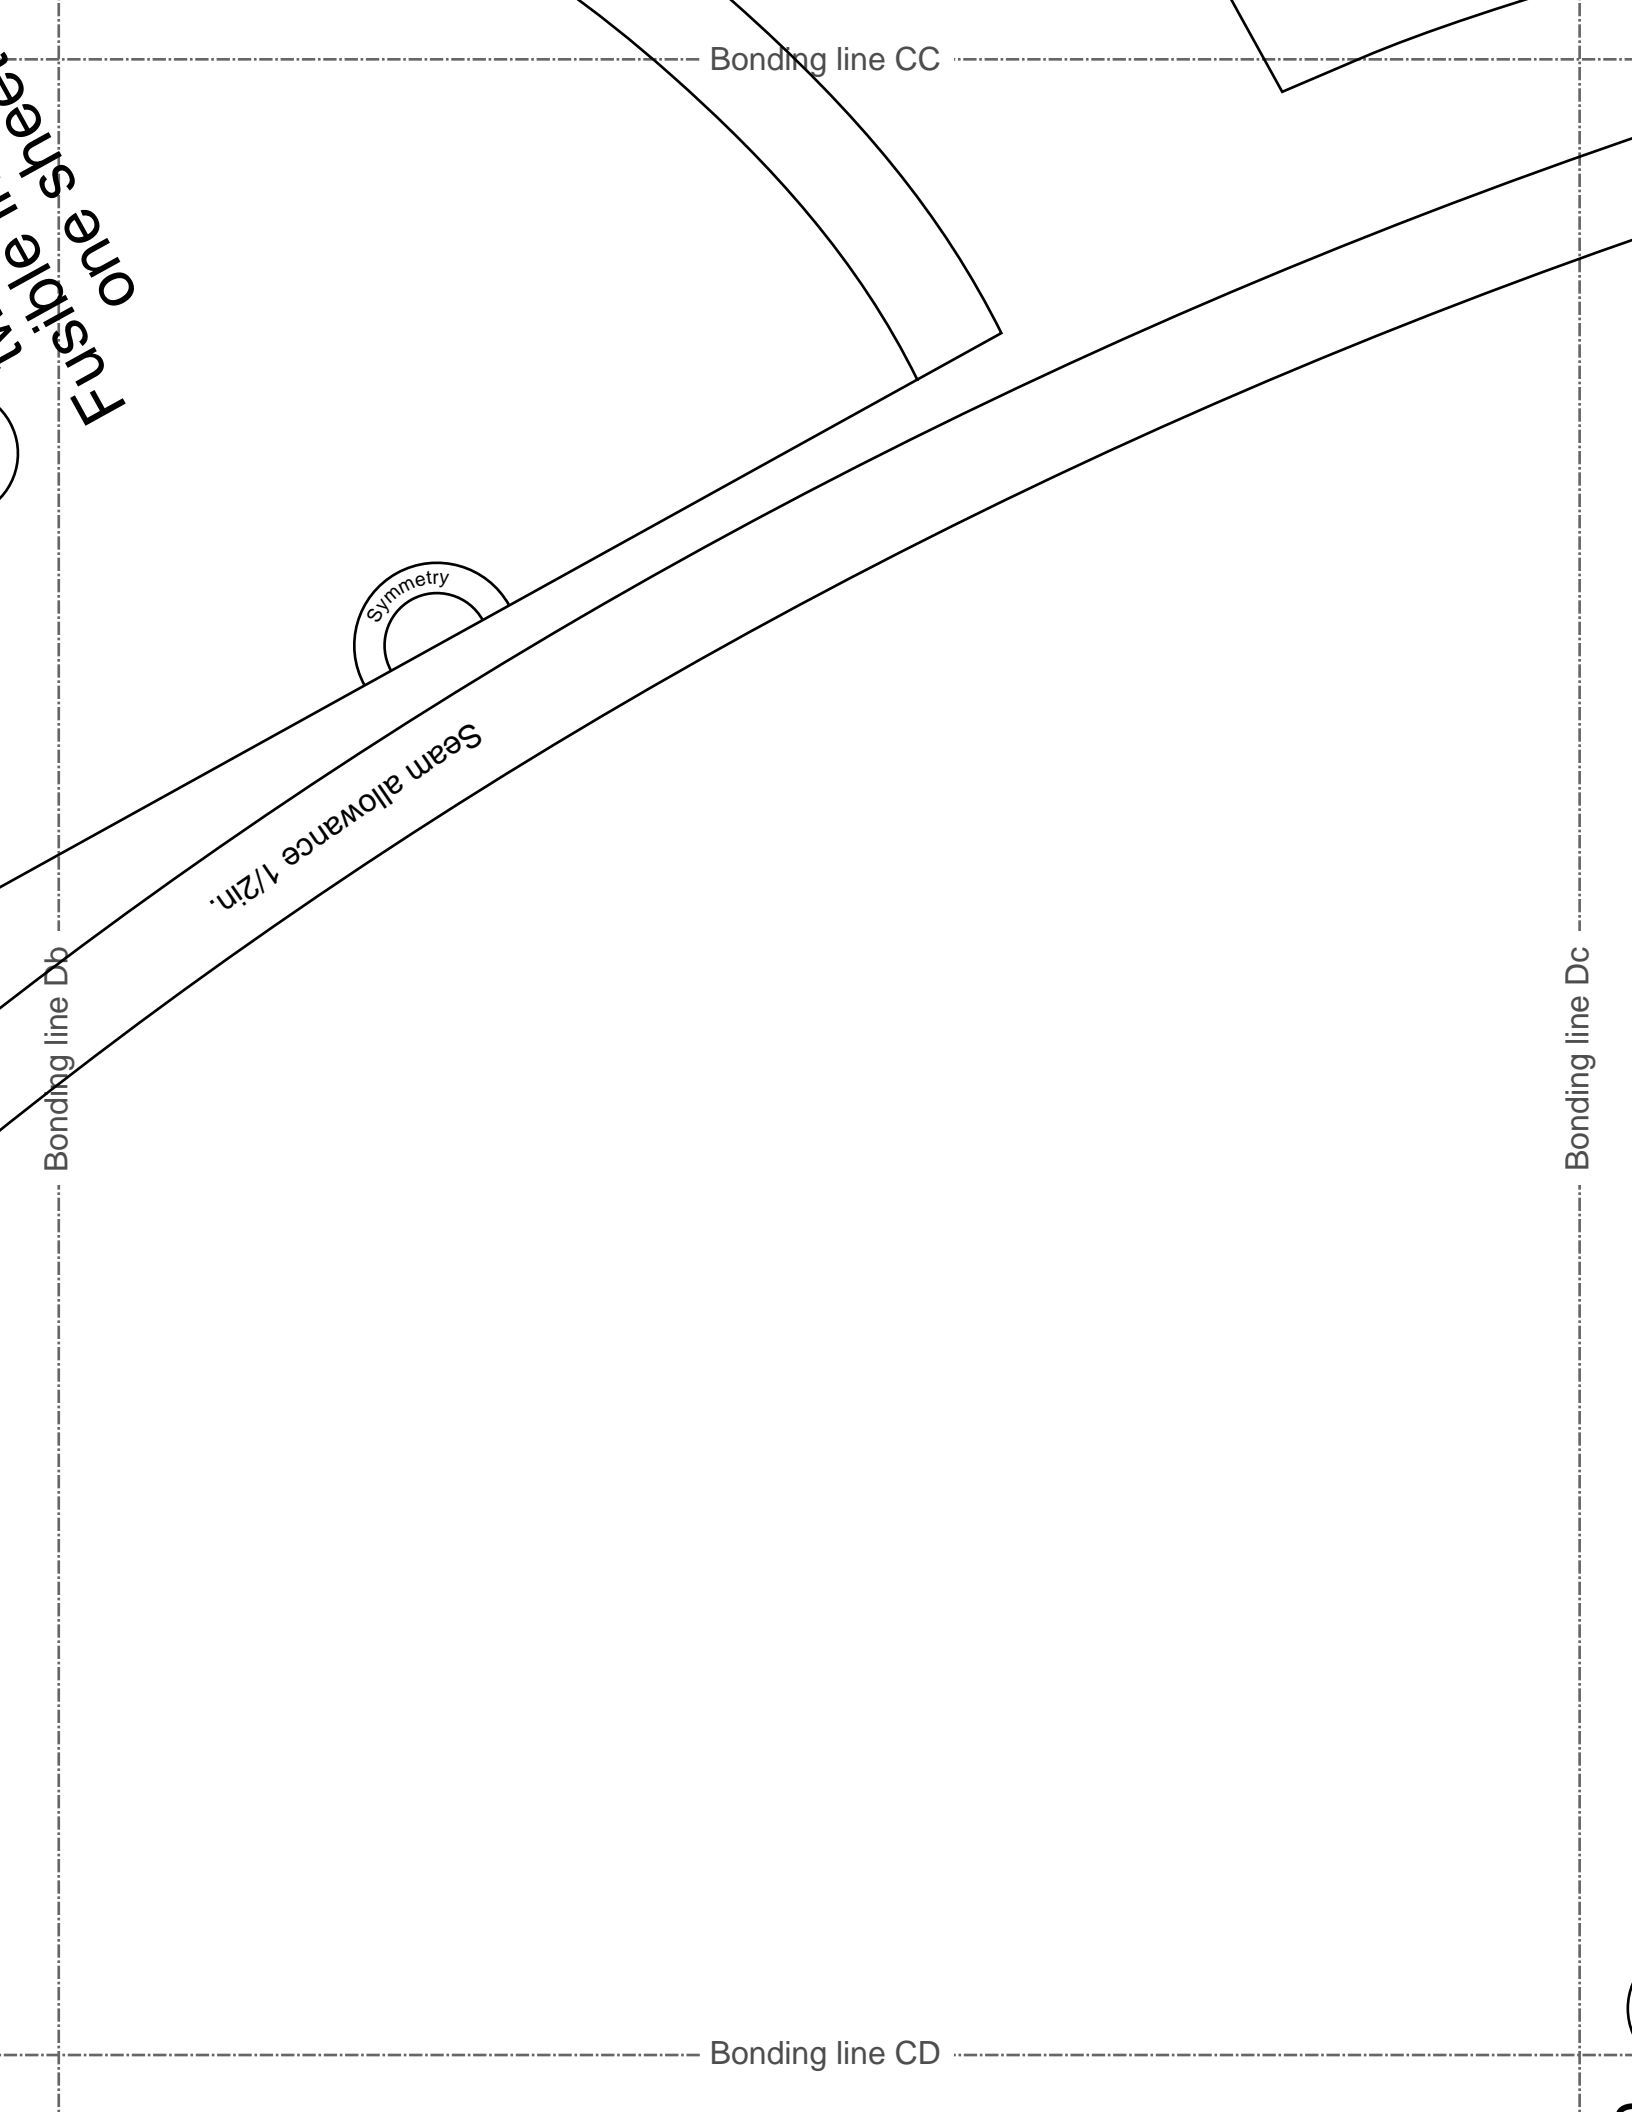 Bonding line CC
one
Fusible
Symmetry
Seam allowance 1/2in.
Bonding line Db
Bonding line Dc
Bonding line CD